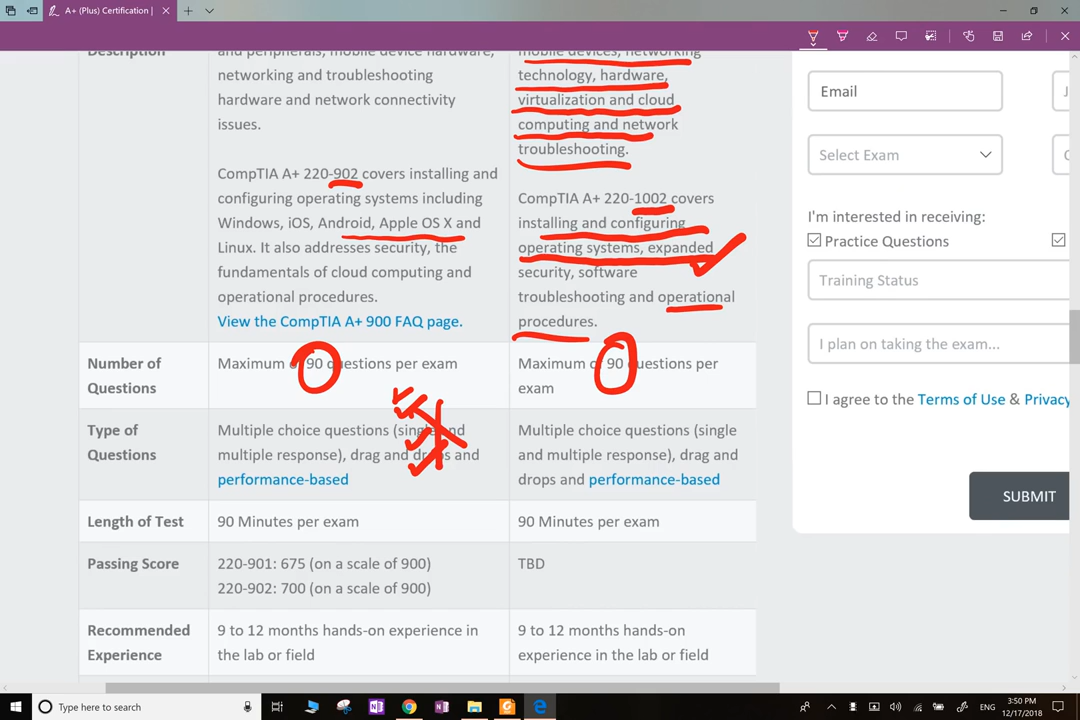 A+ (Plus) Certification |
Description
and peripherals, mobile device hardware,
networking and troubleshooting
hardware and network connectivity
issues.
CompTIA A+ 220-902 covers installing and
configuring operating systems including
Windows, iOS, Android, Apple OS X and
Linux. It also addresses security, the
fundamentals of cloud computing and
operational procedures.
View the CompTIA A+ 900 FAQ page.
mobile devices, networking
technology, hardware,
virtualization and cloud
computing and network
troubleshooting.
CompTIA A+ 220-1002 covers
installing and configuring
operating systems, expanded
security, software
troubleshooting and operational
procedures.
Number of
Questions
Maximum of 90 questions per exam
Maximum of 90 questions per
exam
Type of
Questions
Multiple choice questions (single and
multiple response), drag and drops and
performance-based
Multiple choice questions (single
and multiple response), drag and
drops and performance-based
Length of Test
90 Minutes per exam
90 Minutes per exam
Passing Score
220-901: 675 (on a scale of 900)
220-902: 700 (on a scale of 900)
TBD
Recommended
Experience
9 to 12 months hands-on experience in
the lab or field
9 to 12 months hands-on
experience in the lab or field
Email
J
Select Exam
I'm interested in receiving:
Practice Questions
Training Status
I plan on taking the exam...
I agree to the Terms of Use & Privacy
SUBMIT
Type here to search
ENG
3:50 PM
12/17/2018